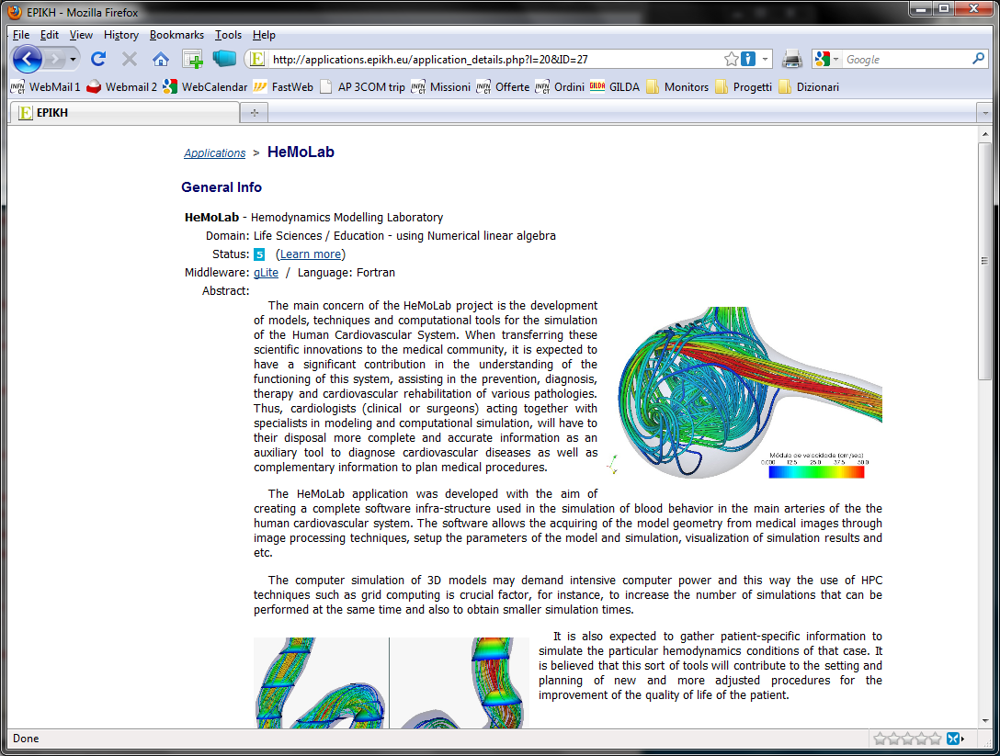 EPIKH - Mozilla Firefox
File Edit View History Bookmarks Tools Help
E http://applications.epikh.eu/application_details.php?l=20&ID=27 Google
WebMail 1 Webmail 2 WebCalendar FastWeb AP 3COM trip Missioni Offerte Ordini GILDA GILDA Monitors Progetti Dizionari
E EPIKH
Applications > HeMoLab
General Info
HeMoLab - Hemodynamics Modelling Laboratory
Domain: Life Sciences / Education - using Numerical linear algebra
Status: 5 (Learn more)
Middleware: gLite / Language: Fortran
Abstract:
The main concern of the HeMoLab project is the development
of models, techniques and computational tools for the simulation
of the Human Cardiovascular System. When transferring these
scientific innovations to the medical community, it is expected to
have a significant contribution in the understanding of the
functioning of this system, assisting in the prevention, diagnosis,
therapy and cardiovascular rehabilitation of various pathologies.
Thus, cardiologists (clinical or surgeons) acting together with
specialists in modeling and computational simulation, will have to
their disposal more complete and accurate information as an
auxiliary tool to diagnose cardiovascular diseases as well as
complementary information to plan medical procedures.
Módulo de velocidade (cm/seg)
0.000 12.5 25.0 37.5 50.0
The HeMoLab application was developed with the aim of
creating a complete software infra-structure used in the simulation of blood behavior in the main arteries of the the
human cardiovascular system. The software allows the acquiring of the model geometry from medical images through
image processing techniques, setup the parameters of the model and simulation, visualization of simulation results and
etc.
The computer simulation of 3D models may demand intensive computer power and this way the use of HPC
techniques such as grid computing is crucial factor, for instance, to increase the number of simulations that can be
performed at the same time and also to obtain smaller simulation times.
It is also expected to gather patient-specific information to
simulate the particular hemodynamics conditions of that case. It
is believed that this sort of tools will contribute to the setting and
planning of new and more adjusted procedures for the
improvement of the quality of life of the patient.
Done